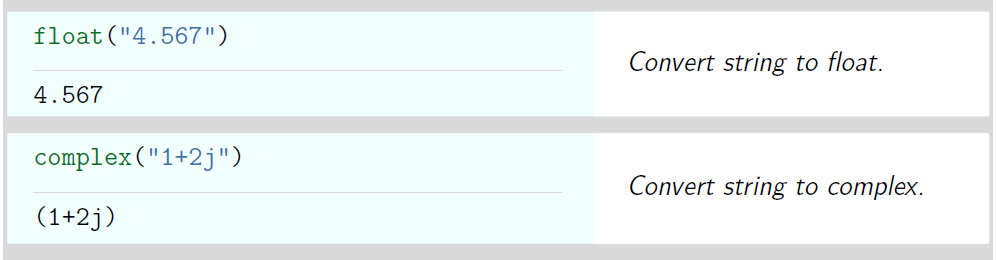 float("4.567")
4.567
Convert string to float.
complex("1+2j")
(1+2j)
Convert string to complex.